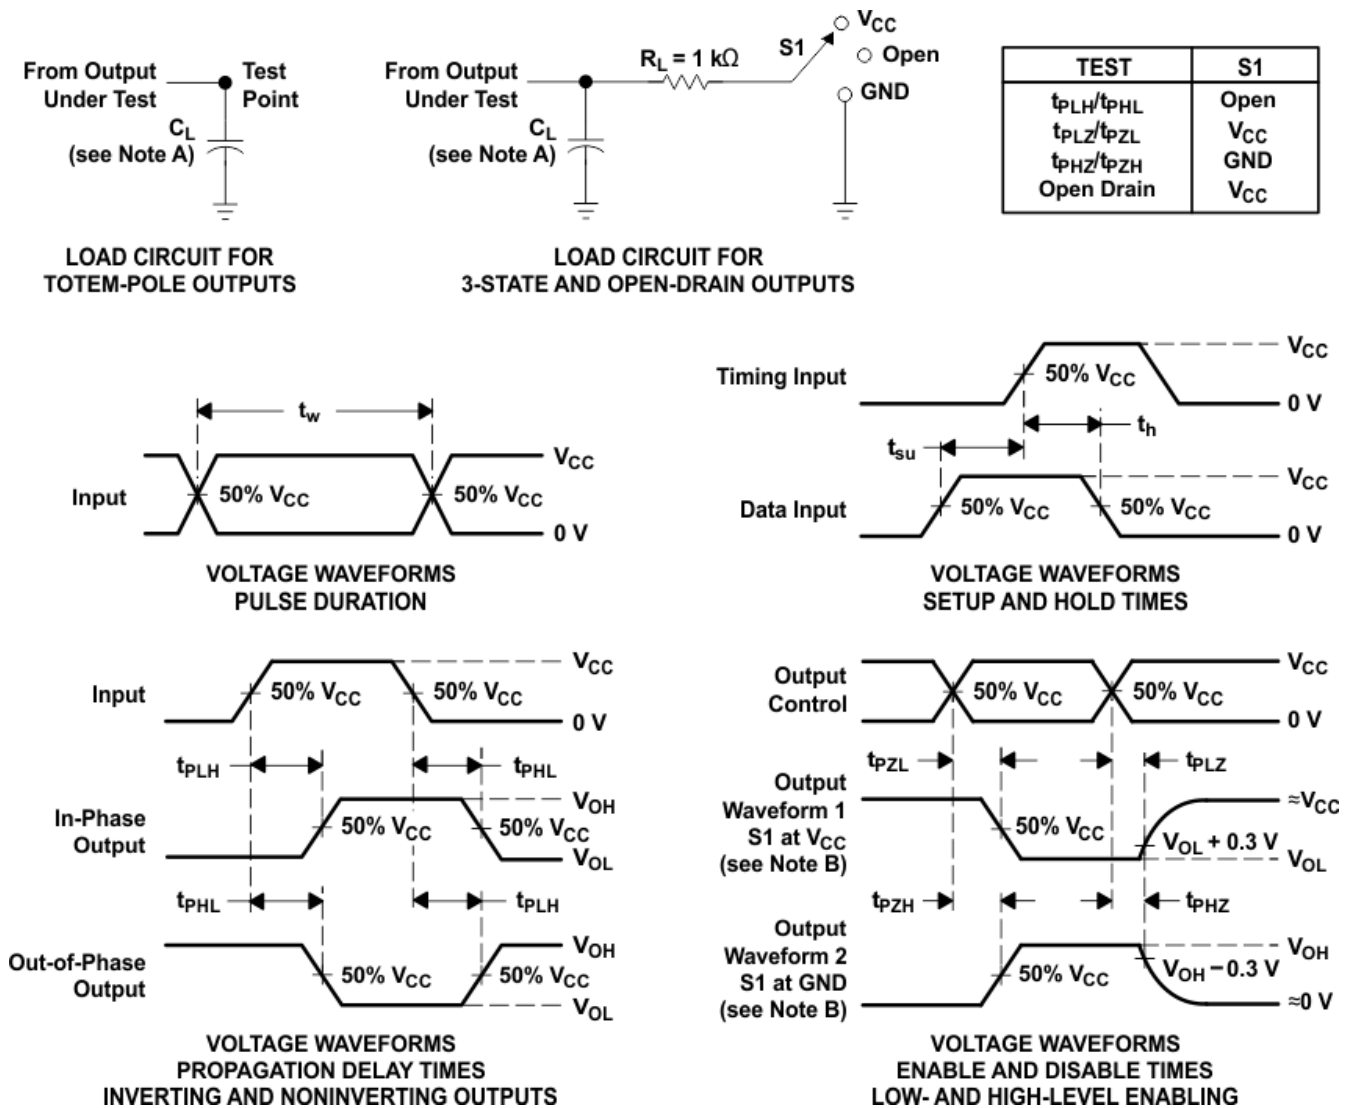 From Output
Under Test
Test
Point
CL
(see Note A)
LOAD CIRCUIT FOR
TOTEM-POLE OUTPUTS
From Output
Under Test
RL = 1 kΩ
S1
VCC
Open
GND
CL
(see Note A)
LOAD CIRCUIT FOR
3-STATE AND OPEN-DRAIN OUTPUTS
TEST S1
tPLH/tPHL Open
tPLZ/tPZL VCC
tPHZ/tPZH GND
Open Drain VCC
tw
Input
50% VCC
50% VCC
VCC
0 V
VOLTAGE WAVEFORMS
PULSE DURATION
Timing Input
50% VCC
VCC
0 V
tsu
th
Data Input
50% VCC
50% VCC
VCC
0 V
VOLTAGE WAVEFORMS
SETUP AND HOLD TIMES
Input
50% VCC
50% VCC
VCC
0 V
tPLH
tPHL
In-Phase
Output
50% VCC
50% VCC
VOH
VOL
tPHL
tPLH
Out-of-Phase
Output
50% VCC
50% VCC
VOH
VOL
VOLTAGE WAVEFORMS
PROPAGATION DELAY TIMES
INVERTING AND NONINVERTING OUTPUTS
Output
Control
50% VCC
50% VCC
VCC
0 V
tPZL
tPLZ
Output
Waveform 1
S1 at VCC
(see Note B)
50% VCC
VOL + 0.3 V
≈VCC
VOL
tPZH
tPHZ
Output
Waveform 2
S1 at GND
(see Note B)
50% VCC
VOH − 0.3 V
VOH
≈0 V
VOLTAGE WAVEFORMS
ENABLE AND DISABLE TIMES
LOW- AND HIGH-LEVEL ENABLING